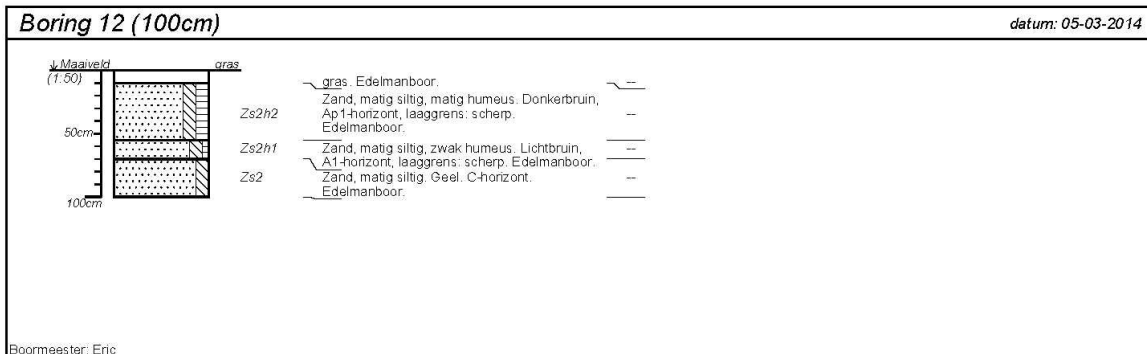 Boring 12 (100cm)
datum: 05-03-2014
↓ Maaiveld
gras
(1:50)
gras. Edelmanboor.
--
Zs2h2
Zand, matig siltig, matig humeus. Donkerbruin,
Ap1-horizont, laaggrens: scherp.
Edelmanboor.
--
50cm
Zs2h1
Zand, matig siltig, zwak humeus. Lichtbruin,
A1-horizont, laaggrens: scherp. Edelmanboor.
--
Zs2
Zand, matig siltig. Geel. C-horizont.
Edelmanboor.
--
100cm
Boormeester: Eric